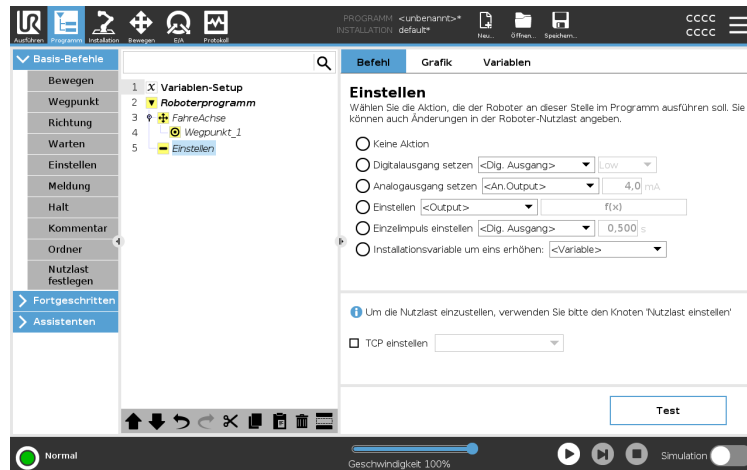 UR
PROGRAMM <unbenannt>*
INSTALLATION default*
Ausführen Programm Installation Bewegen E/A Protokoll
Neu... Öffnen... Speichern...
cccc
cccc
Basis-Befehle
Bewegen
Wegpunkt
Richtung
Warten
Einstellen
Meldung
Halt
Kommentar
Ordner
Nutzlast
festlegen
Fortgeschritten
Assistenten
1 X Variablen-Setup
2 Roboterprogramm
3 FahreAchse
4 Wegpunkt_1
5 Einstellen
Befehl Grafik Variablen
Einstellen
Wählen Sie die Aktion, die der Roboter an dieser Stelle im Programm ausführen soll. Sie
können auch Änderungen in der Roboter-Nutzlast angeben.
Keine Aktion
Digitalausgang setzen <Dig. Ausgang> Low
Analogausgang setzen <An.Output> 4,0 mA
Einstellen <Output> f(x)
Einzelimpuls einstellen <Dig. Ausgang> 0,500 s
Installationsvariable um eins erhöhen: <Variable>
Um die Nutzlast einzustellen, verwenden Sie bitte den Knoten 'Nutzlast einstellen'
TCP einstellen
Test
Normal
Geschwindigkeit 100%
Simulation